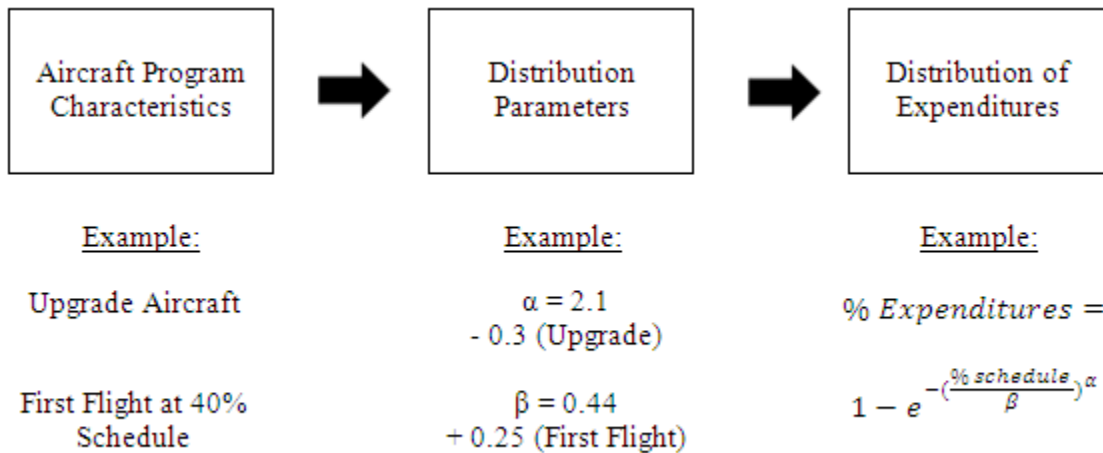 Aircraft Program
Characteristics
Distribution
Parameters
Distribution of
Expenditures
Example:
Upgrade Aircraft
First Flight at 40%
Schedule
Example:
α = 2.1
- 0.3 (Upgrade)
β = 0.44
+ 0.25 (First Flight)
Example:
% Expenditures =
1 − e^{−(\frac{% schedule}{β})^α}